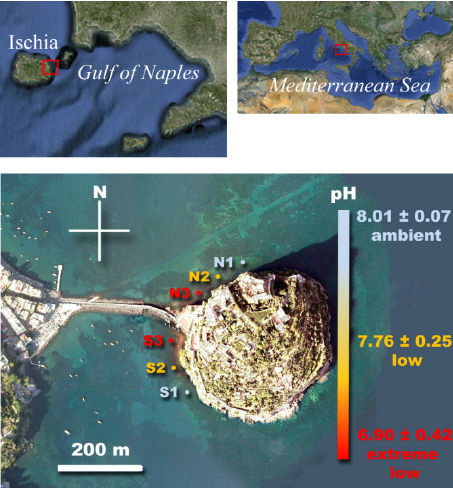 Ischia
Gulf of Naples
Mediterranean Sea
N
pH
8.01 ± 0.07
ambient
N1
N2
N3
7.76 ± 0.25
low
S3
S2
S1
6.90 ± 0.42
extreme
low
200 m